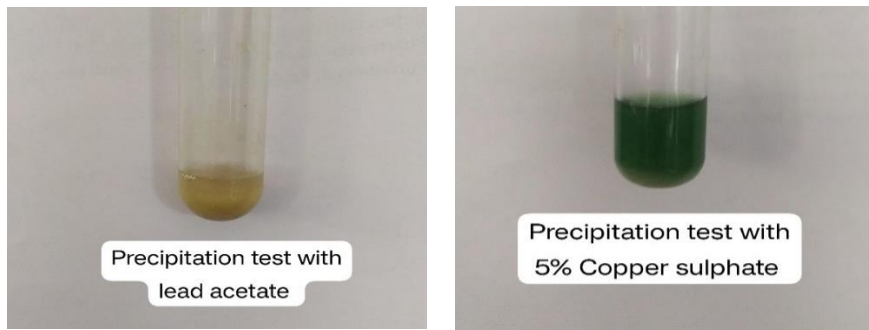 Precipitation test with
lead acetate
Precipitation test with
5% Copper sulphate